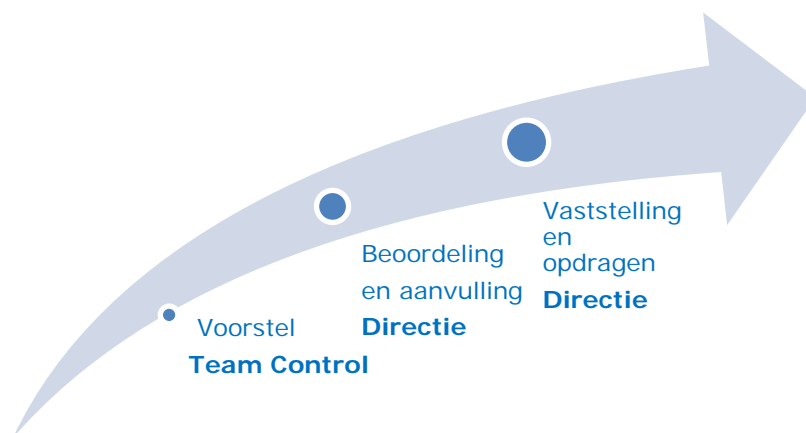 Voorstel
Team Control
Beoordeling
en aanvulling
Directie
Vaststelling
en
opdragen
Directie